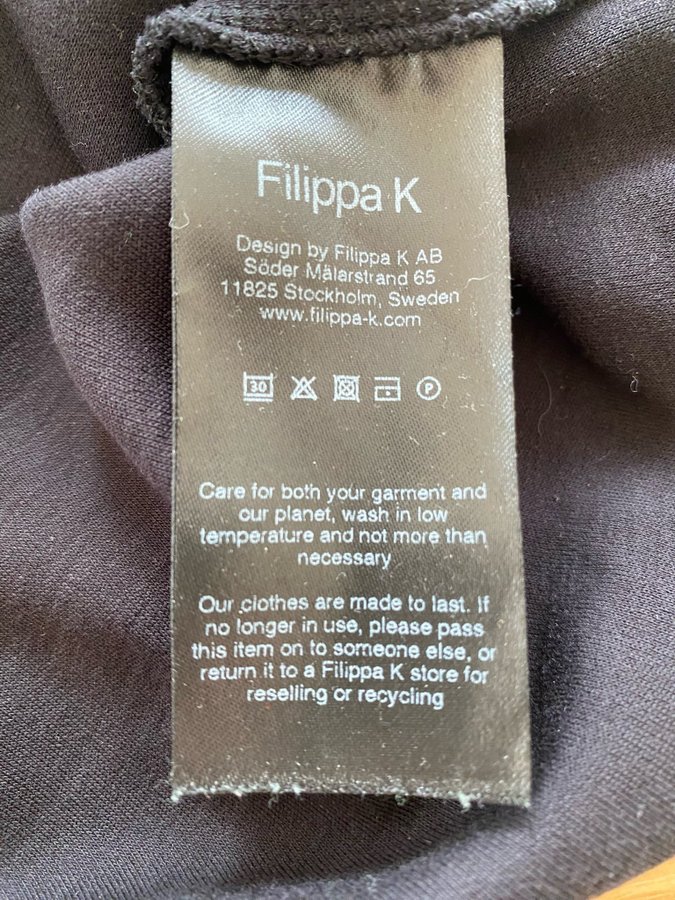 Filippa K
Design by Filippa K AB
Söder Mälarstrand 65
11825 Stockholm, Sweden
www.filippa-k.com
30 P
Care for both your garment and
our planet, wash in low
temperature and not more than
necessary
Our clothes are made to last. If
no longer in use, please pass
this item on to someone else, or
return it to a Filippa K store for
reselling or recycling